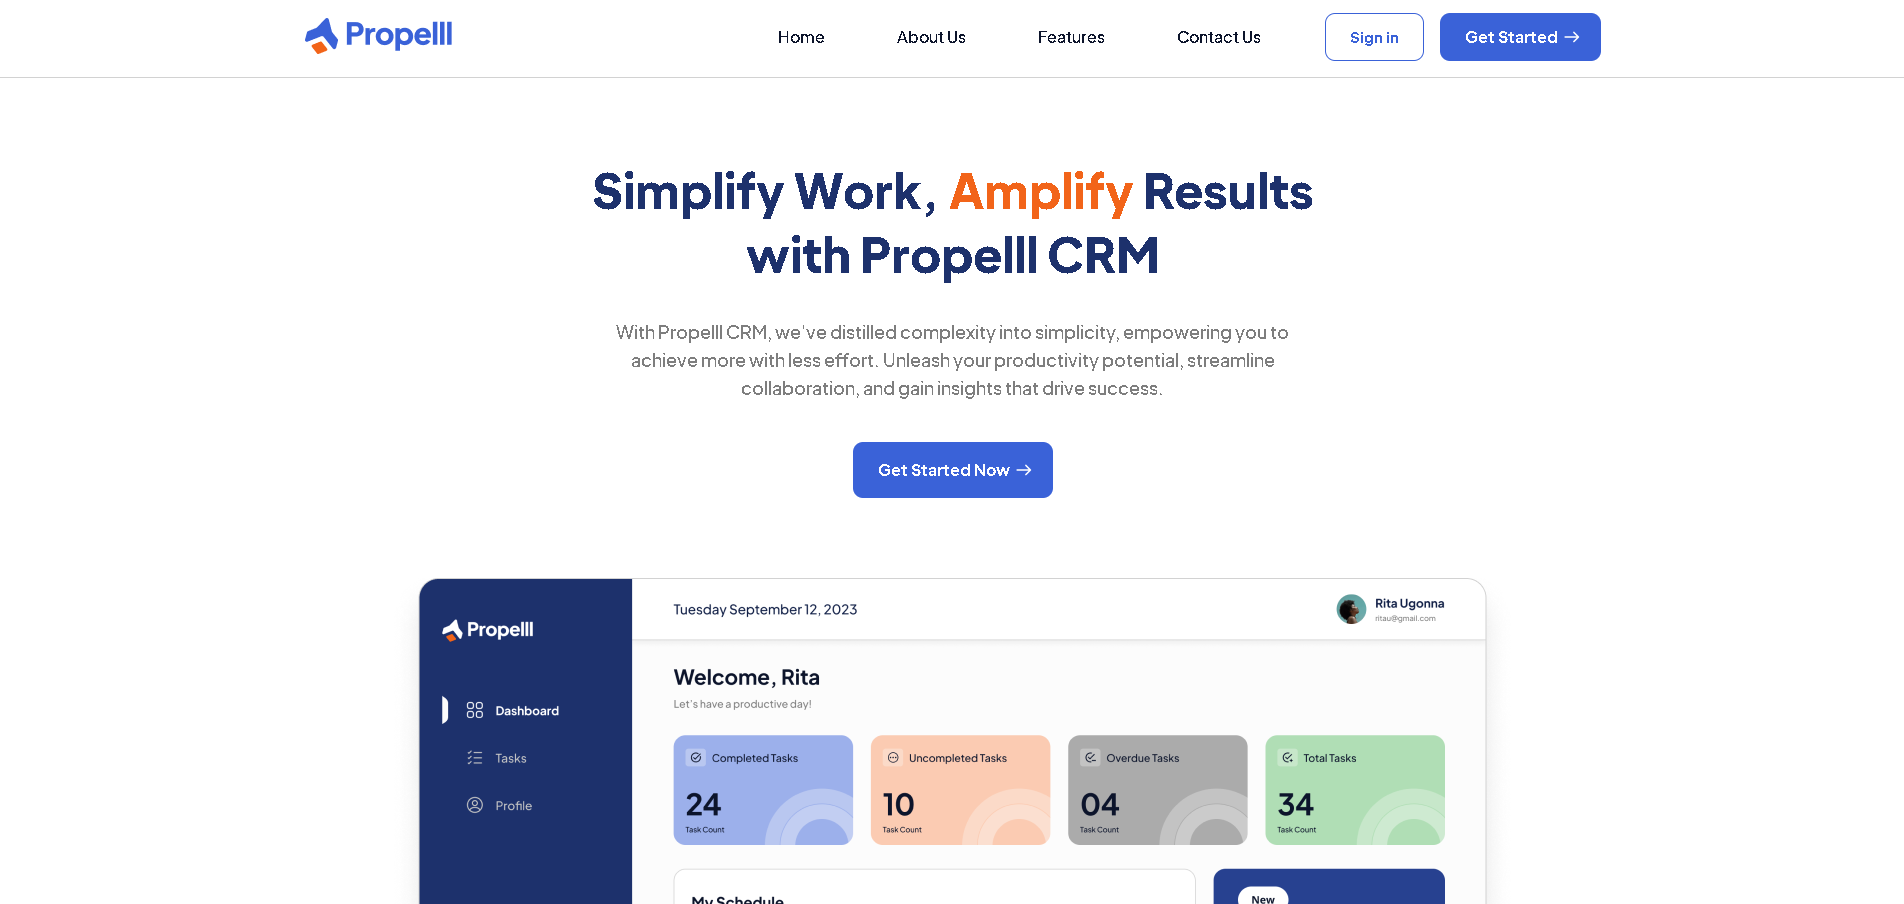 Propelll
Home
About Us
Features
Contact Us
Sign in
Get Started
Simplify Work, Amplify Results
with Propelll CRM
With Propelll CRM, we've distilled complexity into simplicity, empowering you to
achieve more with less effort. Unleash your productivity potential, streamline
collaboration, and gain insights that drive success.
Get Started Now
Propelll
Dashboard
Tasks
Profile
Tuesday September 12, 2023
Rita Ugonna
ritau@gmail.com
Welcome, Rita
Let's have a productive day!
Completed Tasks
24
Task Count
Uncompleted Tasks
10
Task Count
Overdue Tasks
04
Task Count
Total Tasks
34
Task Count
My Schedule
New